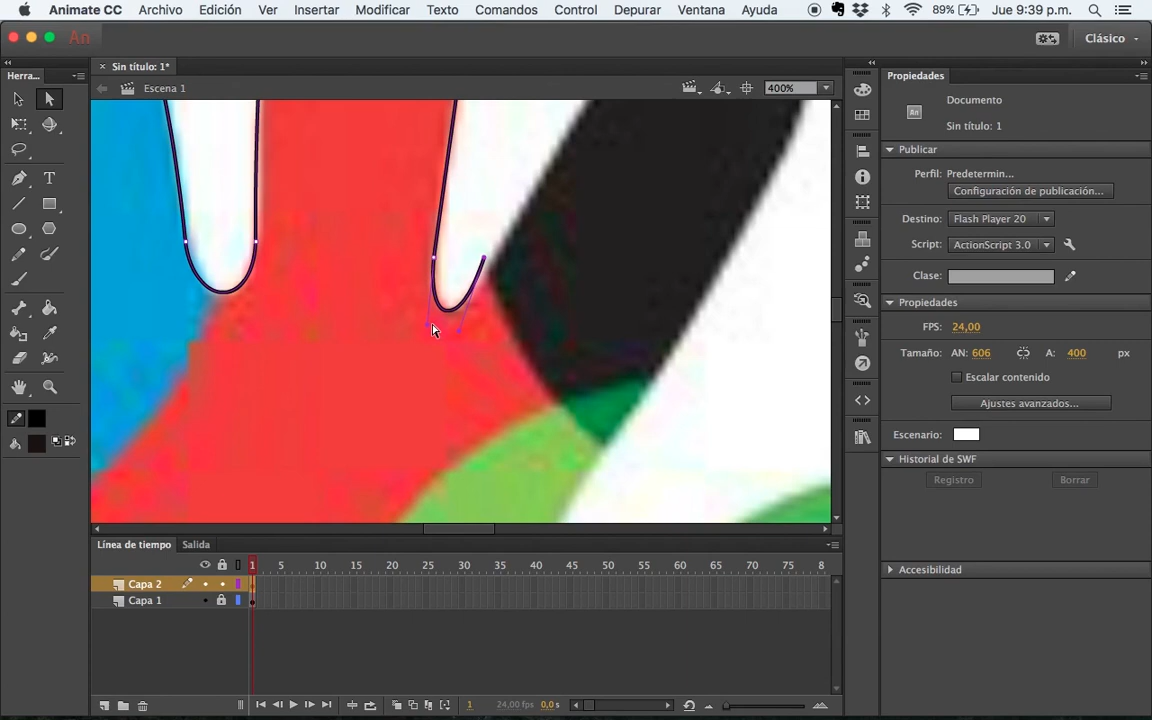 Animate CC Archivo Edición Ver Insertar Modificar Texto Comandos Control Depurar Ventana Ayuda 89% Jue 9:39 p.m.
An Clásico
Herra... Sin título: 1* Propiedades
Escena 1 400%
Documento
An
Sin título: 1
Publicar
Perfil: Predetermin...
Configuración de publicación...
Destino: Flash Player 20
Script: ActionScript 3.0
Clase:
Propiedades
FPS: 24,00
Tamaño: AN: 606 A: 400 px
Escalar contenido
Ajustes avanzados...
Escenario:
Historial de SWF
Registro Borrar
Accesibilidad
Línea de tiempo Salida
1 5 10 15 20 25 30 35 40 45 50 55 60 65 70 75 8
Capa 2
Capa 1
1 24,00 fps 0,0 s